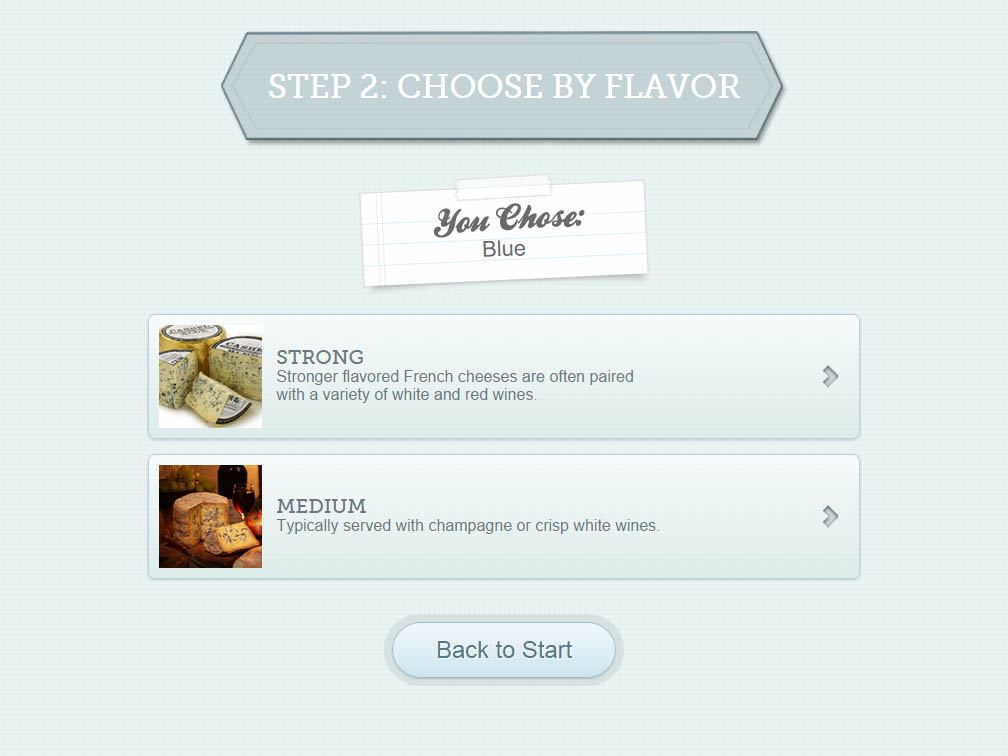 STEP 2: CHOOSE BY FLAVOR
You Chose:
Blue
STRONG
Stronger flavored French cheeses are often paired
with a variety of white and red wines.
MEDIUM
Typically served with champagne or crisp white wines.
Back to Start